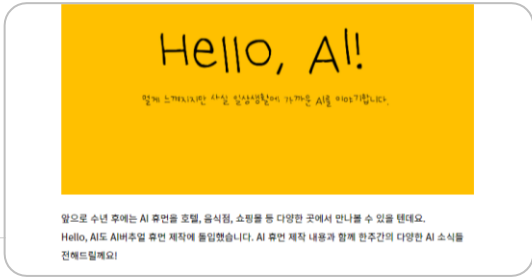 Hello, AI!
멀게 느껴지지만 사실 일상생활에 가까운 AI를 이야기합니다.
앞으로 수년 후에는 AI 휴먼을 호텔, 음식점, 쇼핑몰 등 다양한 곳에서 만나볼 수 있을 텐데요.
Hello, AI도 AI버추얼 휴먼 제작에 돌입했습니다. AI 휴먼 제작 내용과 함께 한주간의 다양한 AI 소식들
전해드릴께요!